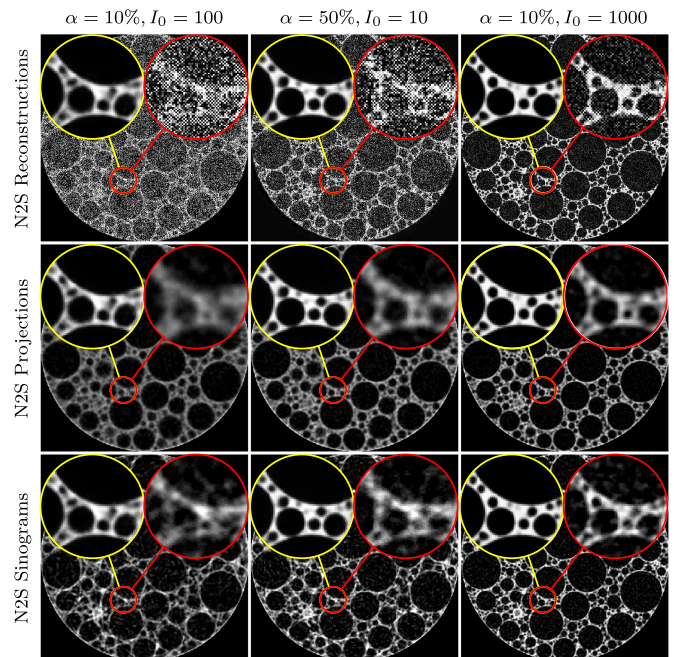 α = 10%, I₀ = 100
α = 50%, I₀ = 10
α = 10%, I₀ = 1000
N2S Reconstructions
N2S Projections
N2S Sinograms